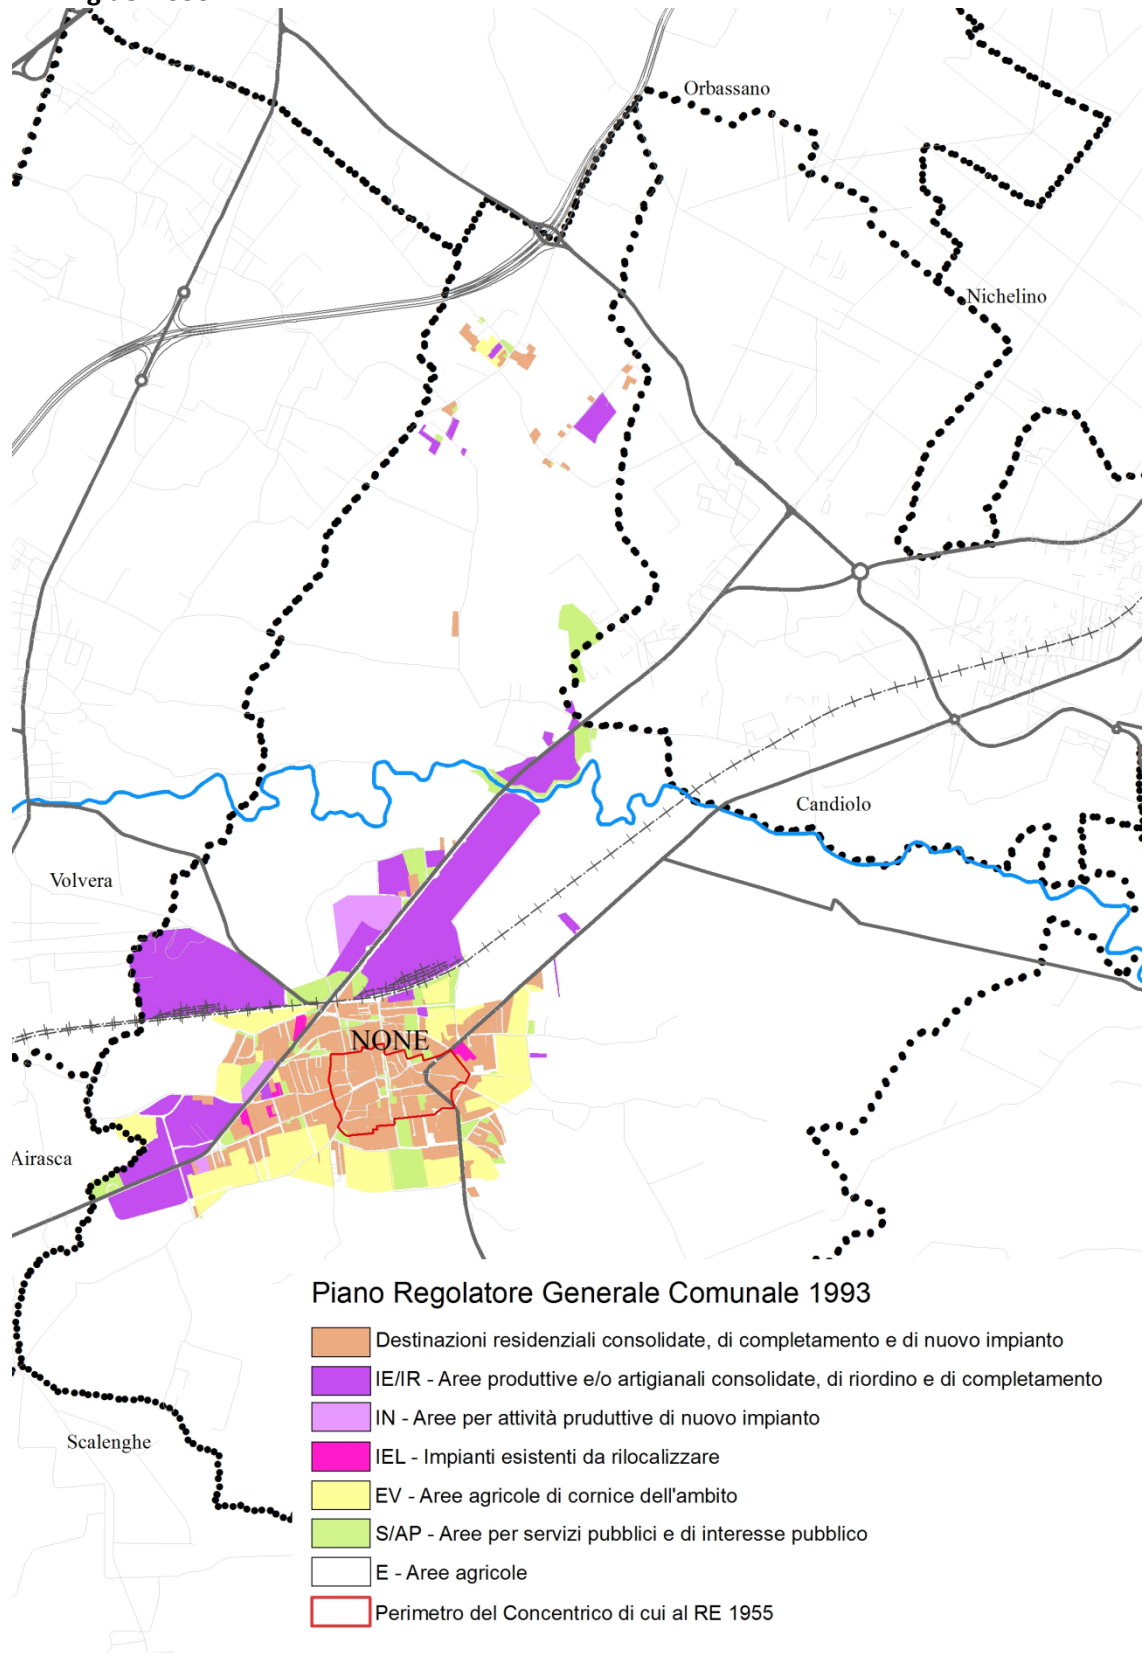 Orbassano
Nichelino
Candiolo
Volvera
NONE
Airasca
Scalenghe
Piano Regolatore Generale Comunale 1993
Destinazioni residenziali consolidate, di completamento e di nuovo impianto
IE/IR - Aree produttive e/o artigianali consolidate, di riordino e di completamento
IN - Aree per attività pruduttive di nuovo impianto
IEL - Impianti esistenti da rilocalizzare
EV - Aree agricole di cornice dell'ambito
S/AP - Aree per servizi pubblici e di interesse pubblico
E - Aree agricole
Perimetro del Concentrico di cui al RE 1955